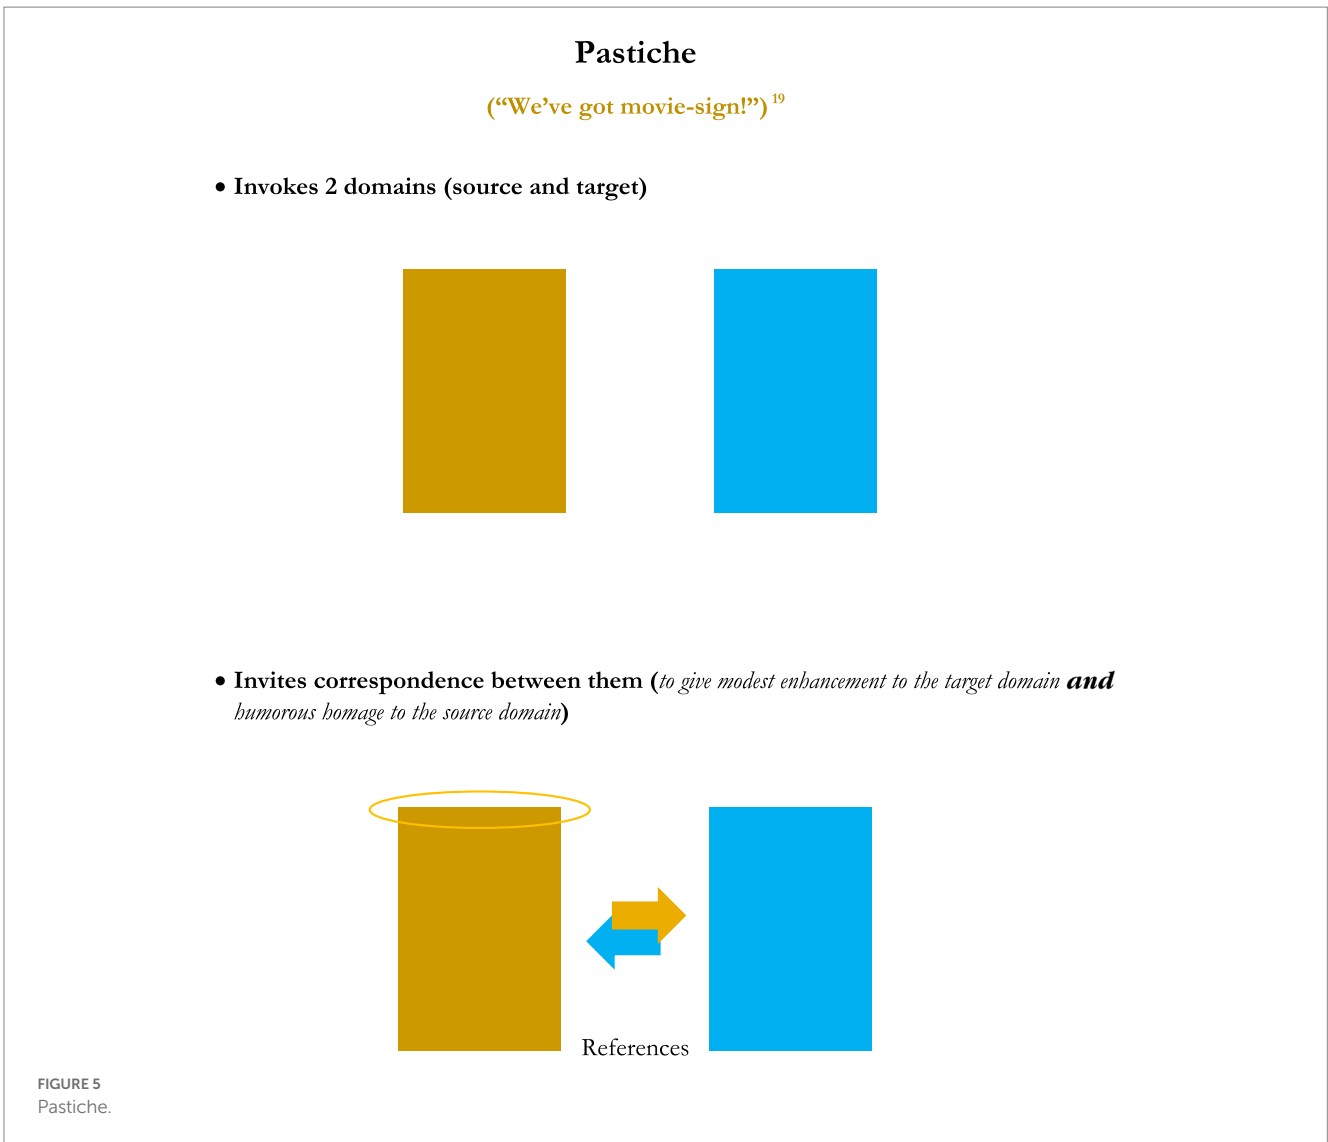 Pastiche
(“We’ve got movie-sign!”) 19
• Invokes 2 domains (source and target)
• Invites correspondence between them (to give modest enhancement to the target domain and
humorous homage to the source domain)
References
FIGURE 5
Pastiche.